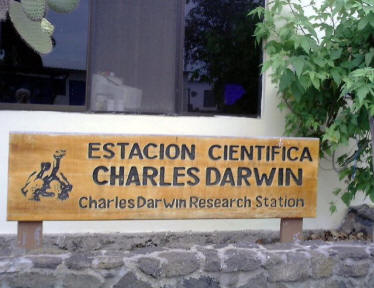 ESTACION CIENTIFICA
CHARLES DARWIN
Charles Darwin Research Station